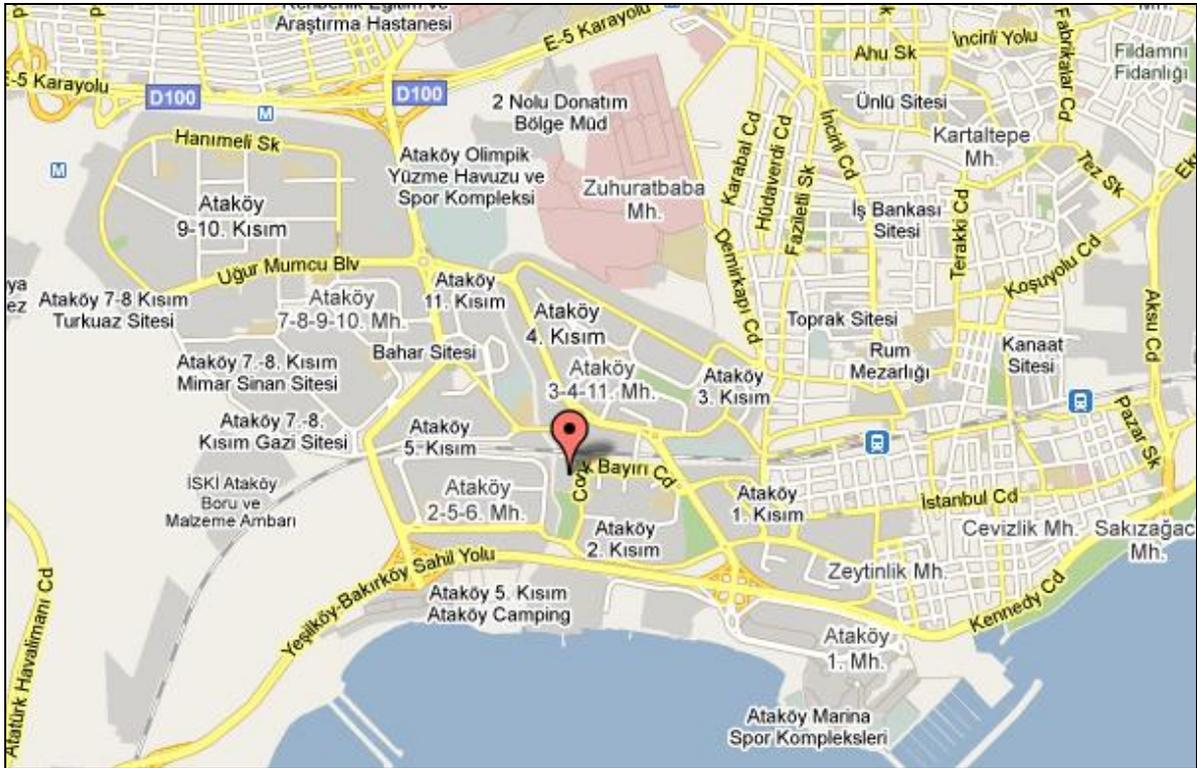 Araştırma Hastanesi
E-5 Karayolu
E-5 Karayolu
D100
D100
M
M
Hanımeli Sk
2 Nolu Donatım
Bölge Müd
Ahu Sk
İncirli Yolu
Fabrikalar Cd
Fildamnı
Fidanlığı
Ünlü Sitesi
Kartaltepe
Mh.
Tez Sk
Ataköy Olimpik
Yüzme Havuzu ve
Spor Kompleksi
Zuhuratbaba
Mh.
Karabal Cd
Hüdaverdi Cd
Faziletli Sk
İncirli Cd
Demirkapı Cd
İş Bankası
Sitesi
Terakki Cd
Koşuyolu Cd
Aksu Cd
Ataköy
9-10. Kısım
Uğur Mumcu Blv
ya
ez
Ataköy 7-8 Kısım
Turkuaz Sitesi
Ataköy
7-8-9-10. Mh.
Ataköy
11. Kısım
Ataköy
4. Kısım
Bahar Sitesi
Ataköy 7.-8. Kısım
Mimar Sinan Sitesi
Ataköy
3-4-11. Mh.
Ataköy
3. Kısım
Toprak Sitesi
Rum
Mezarlığı
Kanaat
Sitesi
Pazar Sk
Ataköy 7.-8.
Kısım Gazi Sitesi
Ataköy
5. Kısım
İSKİ Ataköy
Boru ve
Malzeme Ambarı
Ataköy
2-5-6. Mh.
k Bayırı Cd
Ataköy
1. Kısım
İstanbul Cd
Ataköy
2. Kısım
Cevizlik Mh.
Sakızağac
Mh.
Zeytinlik Mh.
Yeşilköy-Bakırköy Sahil Yolu
Kennedy Cd
Ataköy 5. Kısım
Ataköy Camping
Atatürk Havalimanı Cd
Ataköy
1. Mh.
Ataköy Marina
Spor Kompleksleri